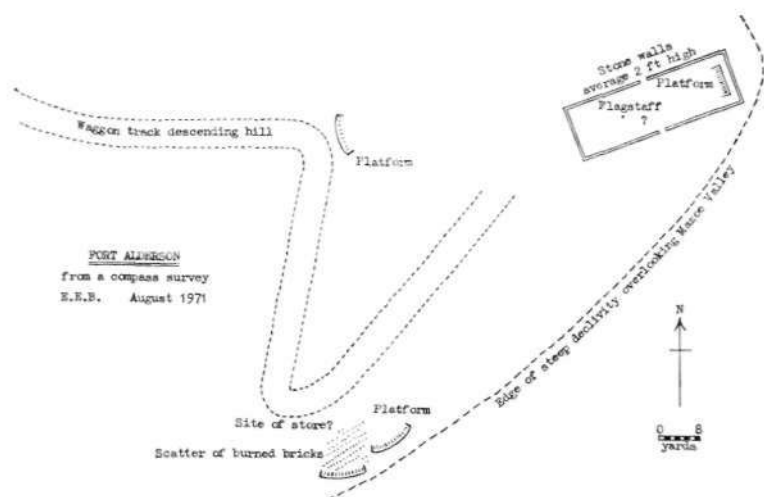 Stone walls
average 2 ft high
Platform
Flagstaff
?
Waggon track descending hill
Platform
FORT ALDERSON
from a compass survey
E.E.B. August 1971
Edge of steep declivity overlooking Mazoe Valley
N
Platform
Site of store?
Scatter of burned bricks
0 8
yards